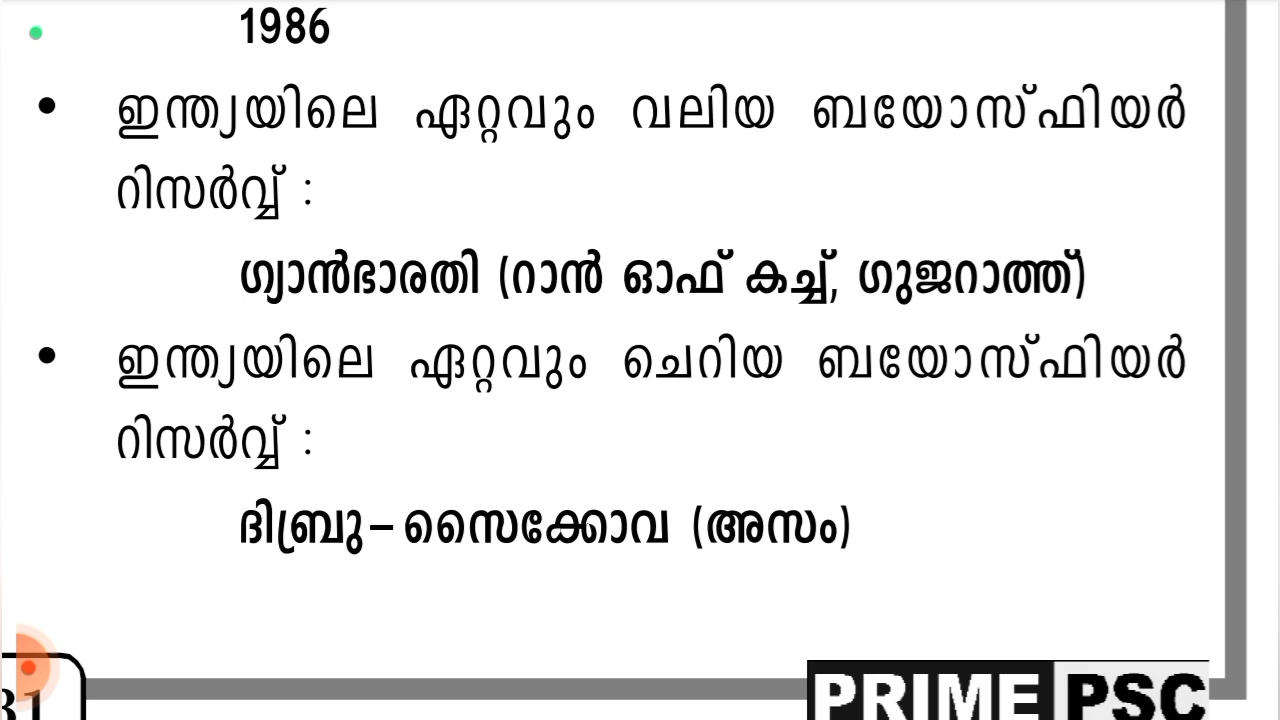 1986
• ഇന്ത്യയിലെ ഏറ്റവും വലിയ ബയോസ്ഫിയർ
റിസർവ്വ് :
ഗ്യാൻഭാരതി (റാൻ ഓഫ് കച്ച്, ഗുജറാത്ത്)
• ഇന്ത്യയിലെ ഏറ്റവും ചെറിയ ബയോസ്ഫിയർ
റിസർവ്വ് :
ദിബ്രു-സൈക്കോവ (അസം)
31
PRIME PSC